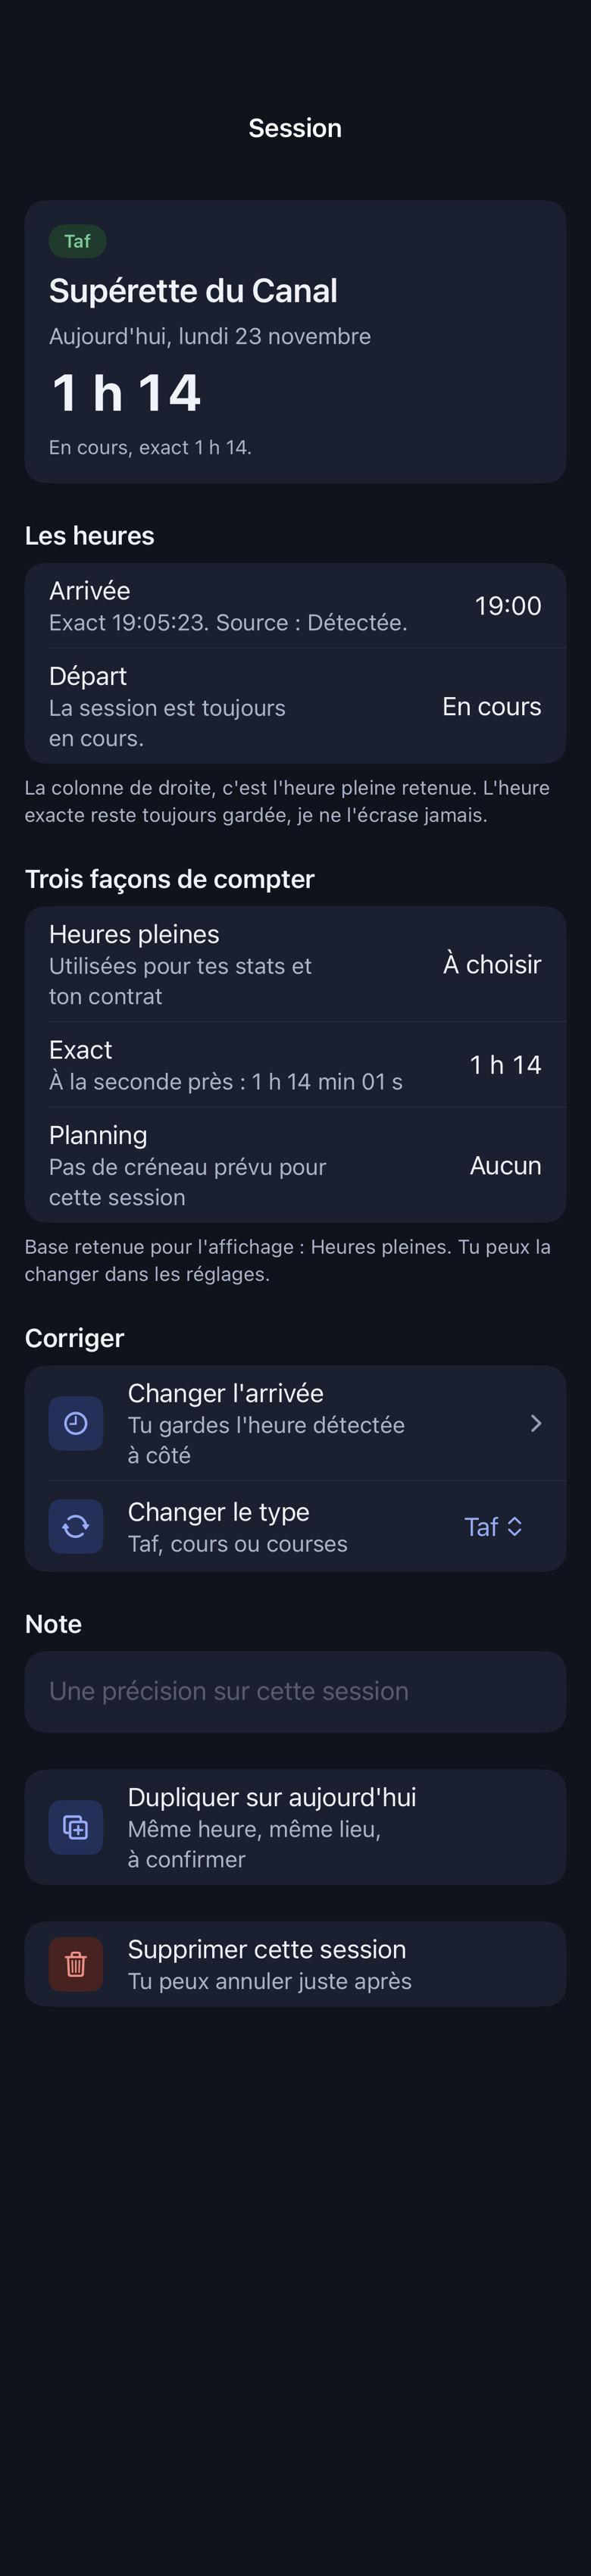 Session
Taf
Supérette du Canal
Aujourd'hui, lundi 23 novembre
1 h 14
En cours, exact 1 h 14.
Les heures
Arrivée
Exact 19:05:23. Source : Détectée.
19:00
Départ
La session est toujours
en cours.
En cours
La colonne de droite, c'est l'heure pleine retenue. L'heure
exacte reste toujours gardée, je ne l'écrase jamais.
Trois façons de compter
Heures pleines
Utilisées pour tes stats et
ton contrat
À choisir
Exact
À la seconde près : 1 h 14 min 01 s
1 h 14
Planning
Pas de créneau prévu pour
cette session
Aucun
Base retenue pour l'affichage : Heures pleines. Tu peux la
changer dans les réglages.
Corriger
Changer l'arrivée
Tu gardes l'heure détectée
à côté
Changer le type
Taf, cours ou courses
Taf
Note
Une précision sur cette session
Dupliquer sur aujourd'hui
Même heure, même lieu,
à confirmer
Supprimer cette session
Tu peux annuler juste après